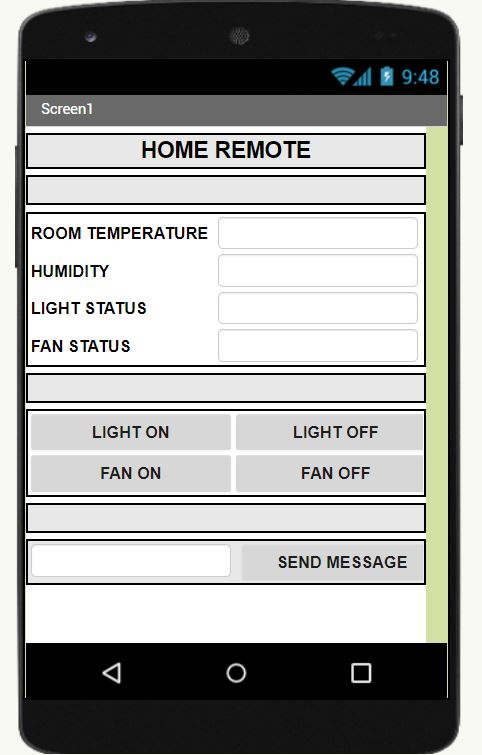 9:48
Screen1
HOME REMOTE
ROOM TEMPERATURE
HUMIDITY
LIGHT STATUS
FAN STATUS
LIGHT ON LIGHT OFF
FAN ON FAN OFF
SEND MESSAGE